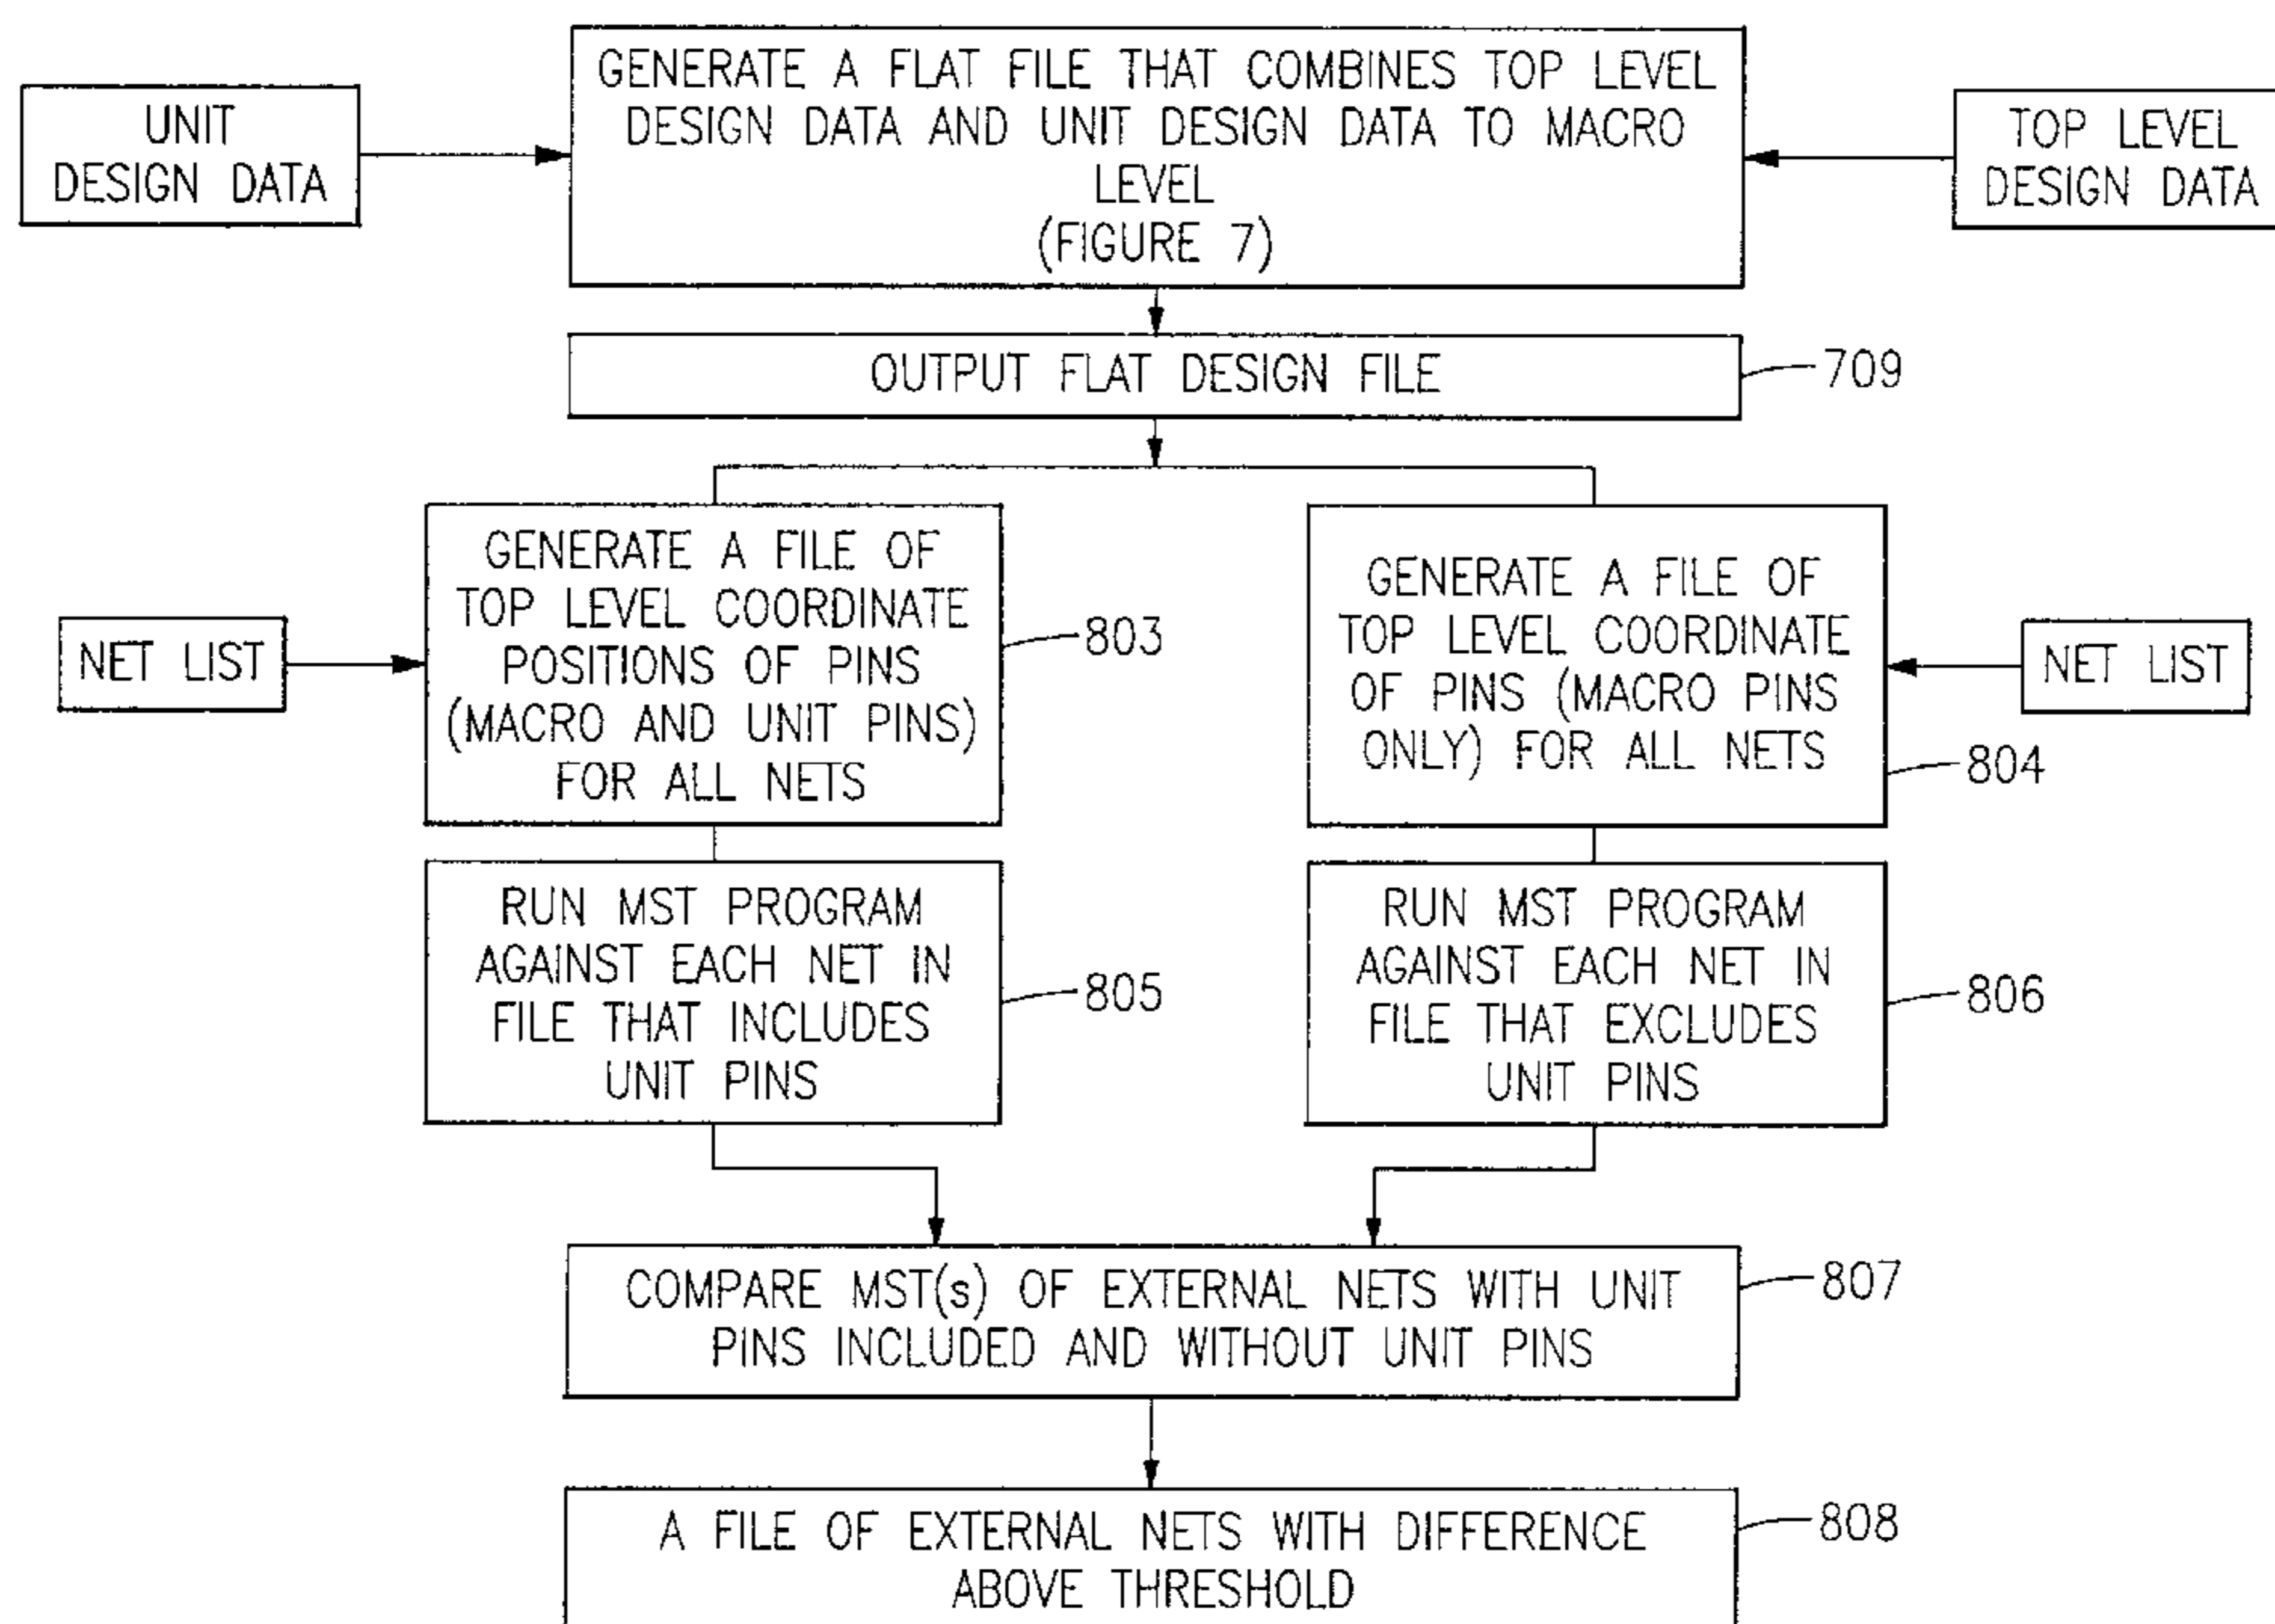 UNIT
DESIGN DATA
GENERATE A FLAT FILE THAT COMBINES TOP LEVEL
DESIGN DATA AND UNIT DESIGN DATA TO MACRO
LEVEL
(FIGURE 7)
TOP LEVEL
DESIGN DATA
OUTPUT FLAT DESIGN FILE
709
NET LIST
GENERATE A FILE OF
TOP LEVEL COORDINATE
POSITIONS OF PINS
(MACRO AND UNIT PINS)
FOR ALL NETS
803
GENERATE A FILE OF
TOP LEVEL COORDINATE
OF PINS (MACRO PINS
ONLY) FOR ALL NETS
804
NET LIST
RUN MST PROGRAM
AGAINST EACH NET IN
FILE THAT INCLUDES
UNIT PINS
805
RUN MST PROGRAM
AGAINST EACH NET IN
FILE THAT EXCLUDES
UNIT PINS
806
COMPARE MST(s) OF EXTERNAL NETS WITH UNIT
PINS INCLUDED AND WITHOUT UNIT PINS
807
A FILE OF EXTERNAL NETS WITH DIFFERENCE
ABOVE THRESHOLD
808